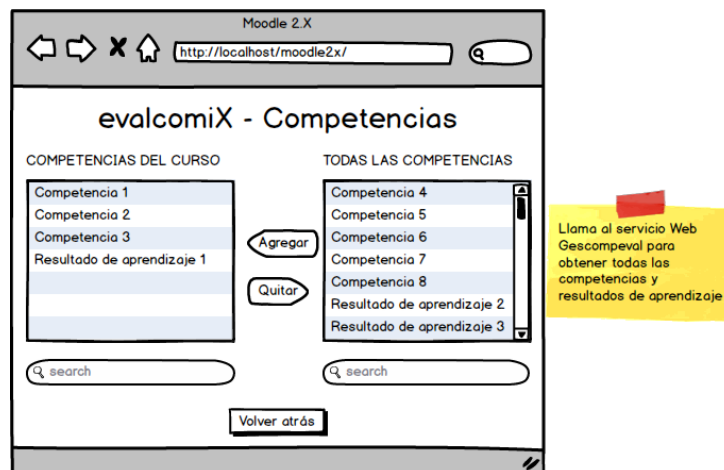 Moodle 2.X
http://localhost/moodle2x/
evalcomiX - Competencias
COMPETENCIAS DEL CURSO
Competencia 1
Competencia 2
Competencia 3
Resultado de aprendizaje 1
search
Agregar
Quitar
TODAS LAS COMPETENCIAS
Competencia 4
Competencia 5
Competencia 6
Competencia 7
Competencia 8
Resultado de aprendizaje 2
Resultado de aprendizaje 3
search
Volver atrás
Llama al servicio Web
Gescompeval para
obtener todas las
competencias y
resultados de aprendizaje